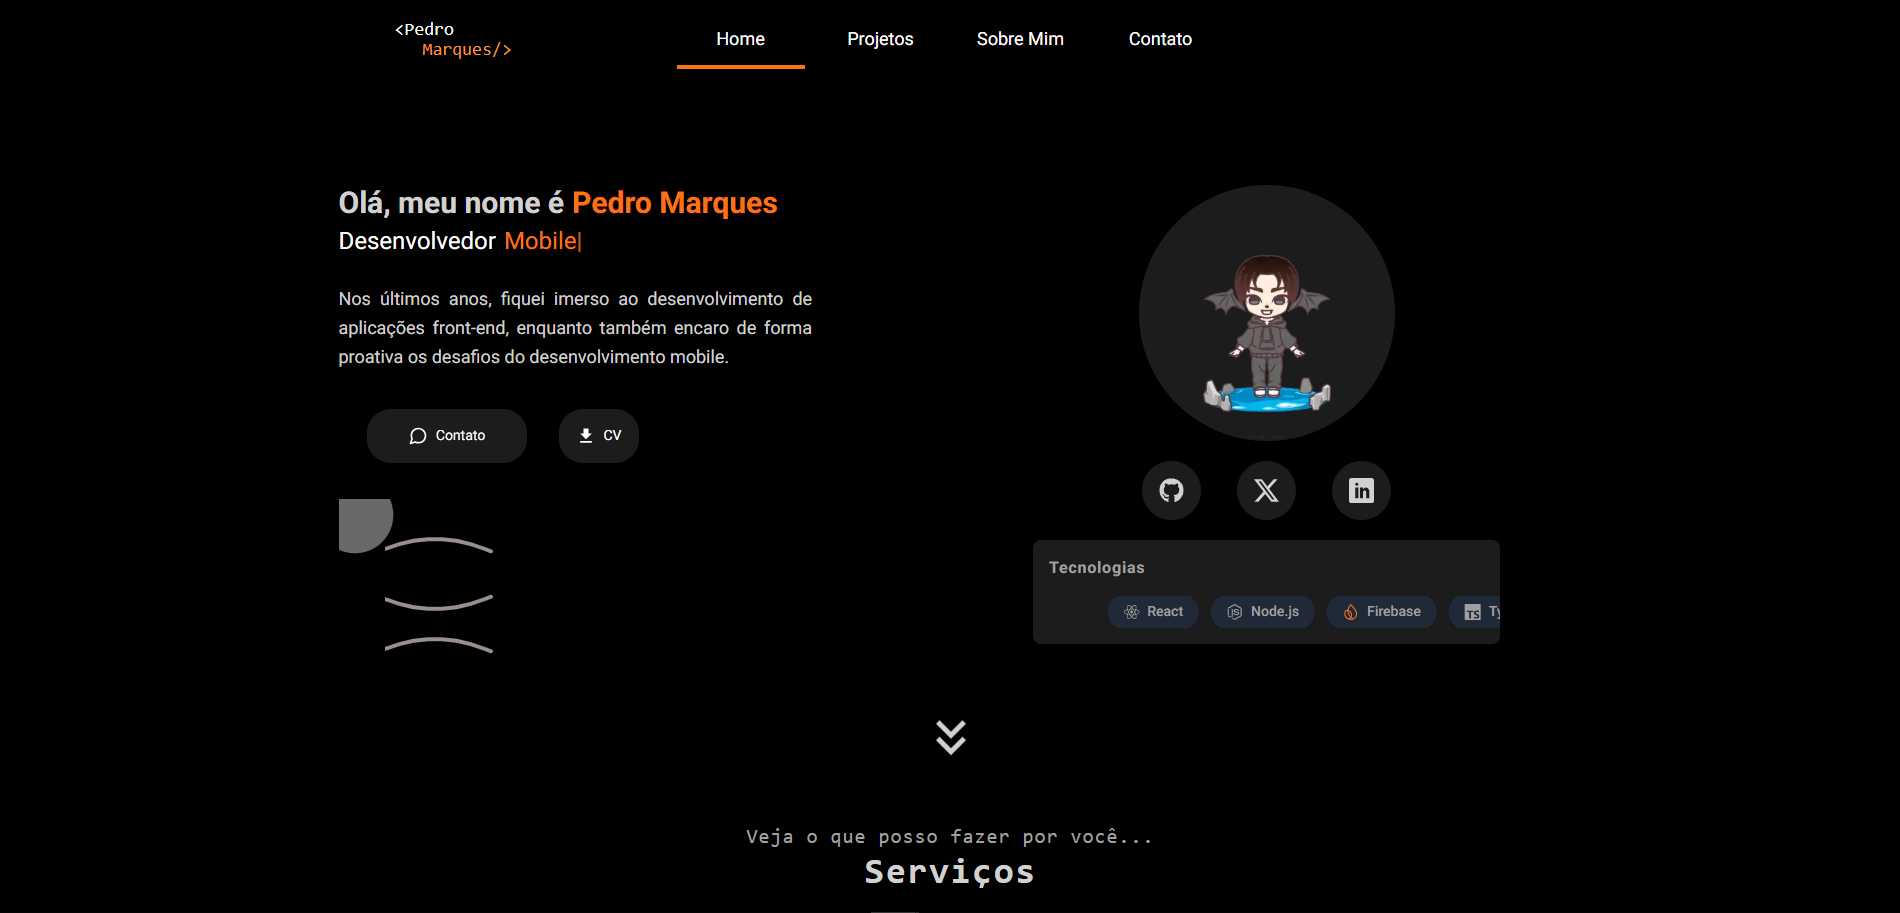 <Pedro
Marques/>
Home Projetos Sobre Mim Contato
Olá, meu nome é Pedro Marques
Desenvolvedor Mobile|
Nos últimos anos, fiquei imerso ao desenvolvimento de
aplicações front-end, enquanto também encaro de forma
proativa os desafios do desenvolvimento mobile.
Contato CV
Tecnologias
React Node.js Firebase
TS Ty
Veja o que posso fazer por você...
Serviços